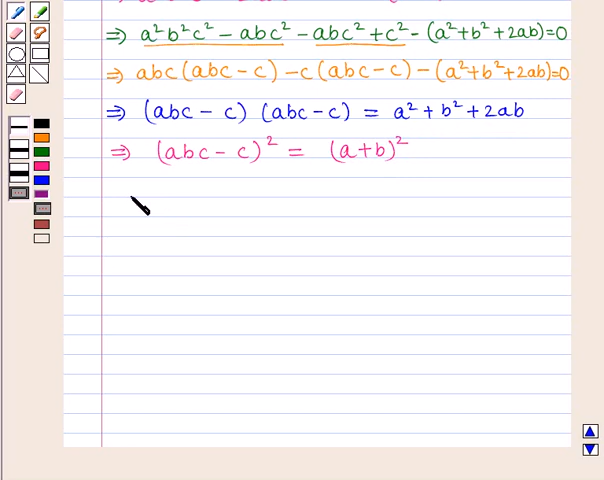 ⇒ a²b²c² - abc² - abc² + c² - (a² + b² + 2ab) = 0
⇒ abc (abc - c) - c (abc - c) - (a² + b² + 2ab) = 0
⇒ (abc - c) (abc - c) = a² + b² + 2ab
⇒ (abc - c)² = (a + b)²